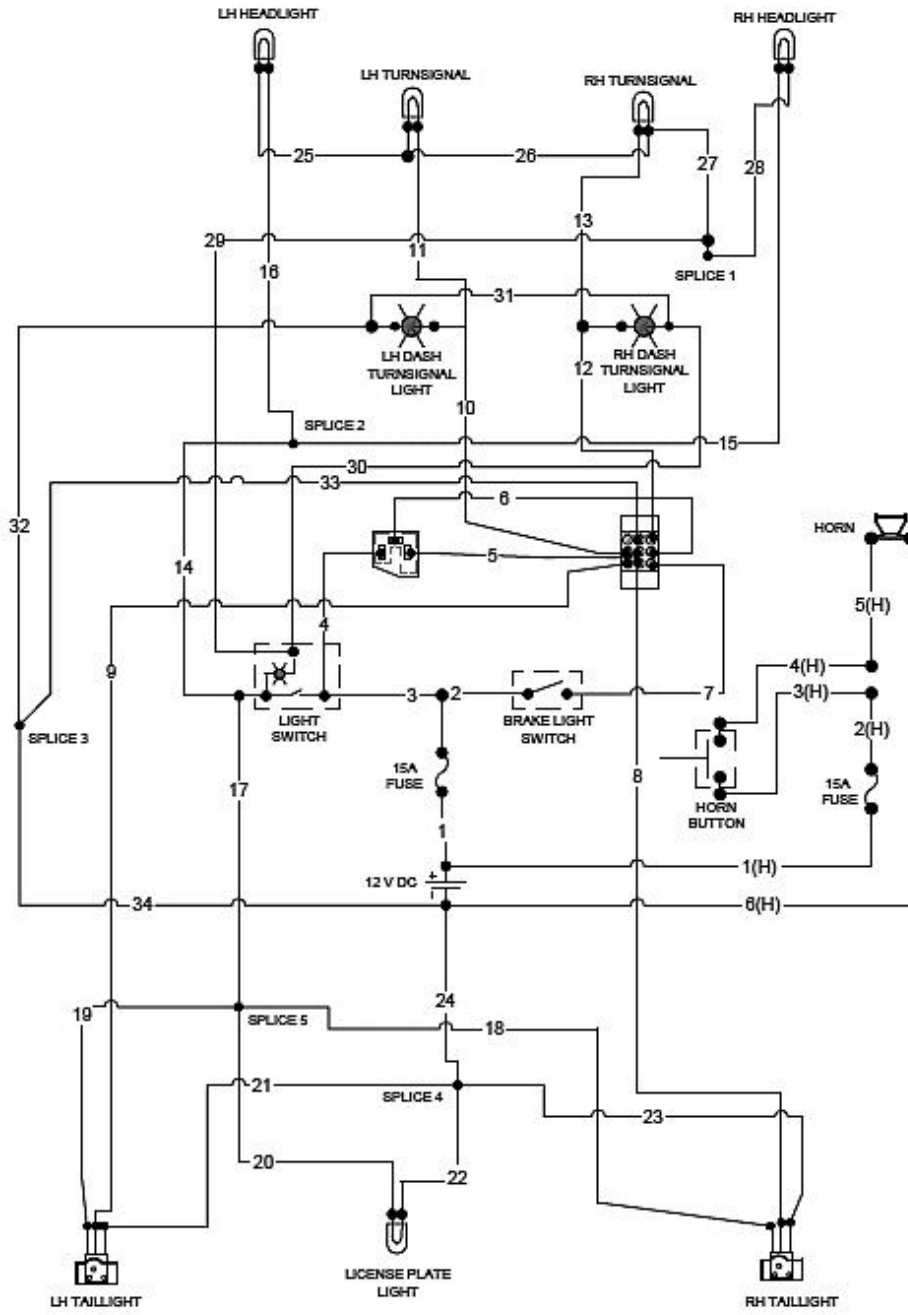 LH HEADLIGHT
RH HEADLIGHT
LH TURNSIGNAL
RH TURNSIGNAL
25
26
27
28
13
29
11
16
SPLICE 1
31
LH DASH
TURNSIGNAL
LIGHT
RH DASH
TURNSIGNAL
LIGHT
12
10
SPLICE 2
15
30
33
6
32
HORN
5
14
5(H)
4
9
4(H)
3(H)
3
2
7
LIGHT
SWITCH
BRAKE LIGHT
SWITCH
2(H)
SPLICE 3
15A
FUSE
8
17
15A
FUSE
HORN
BUTTON
1
1(H)
12 V DC
+
-
34
6(H)
24
19
SPLICE 5
18
21
SPLICE 4
23
20
22
LICENSE PLATE
LIGHT
LH TAILLIGHT
RH TAILLIGHT